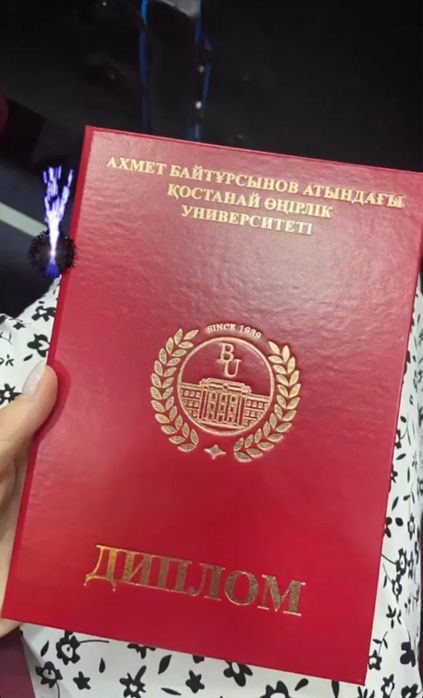 АХМЕТ БАЙТҰРСЫНОВ АТЫНДАҒЫ
ҚОСТАНАЙ ӨҢІРЛІК
УНИВЕРСИТЕТІ
SINCE 1939
BU
ДИПЛОМ